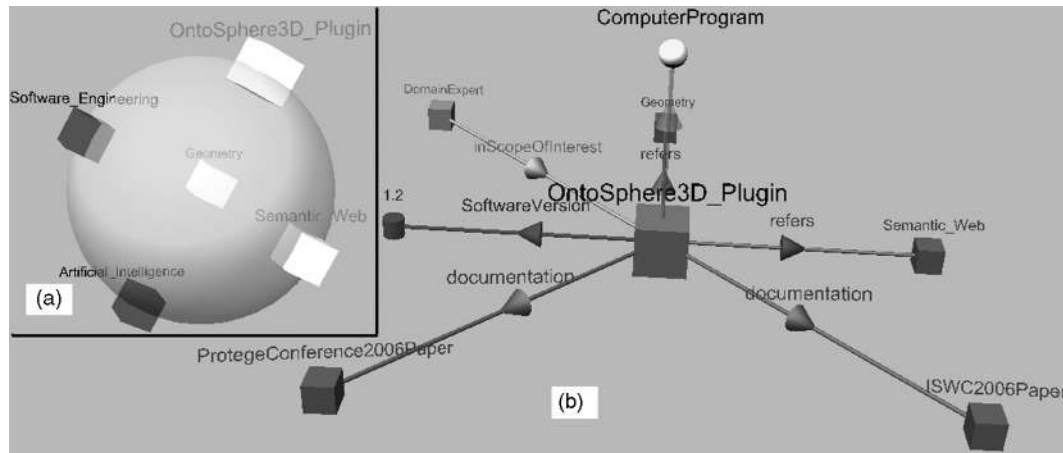 OntoSphere3D_Plugin
Software_Engineering
Geometry
Semantic_Web
Artificial_Intelligence
(a)
ComputerProgram
DomainExpert
Geometry
inScopeOfInterest
refers
OntoSphere3D_Plugin
1.2
SoftwareVersion
refers
Semantic_Web
documentation
documentation
ProtegeConference2006Paper
ISWC2006Paper
(b)